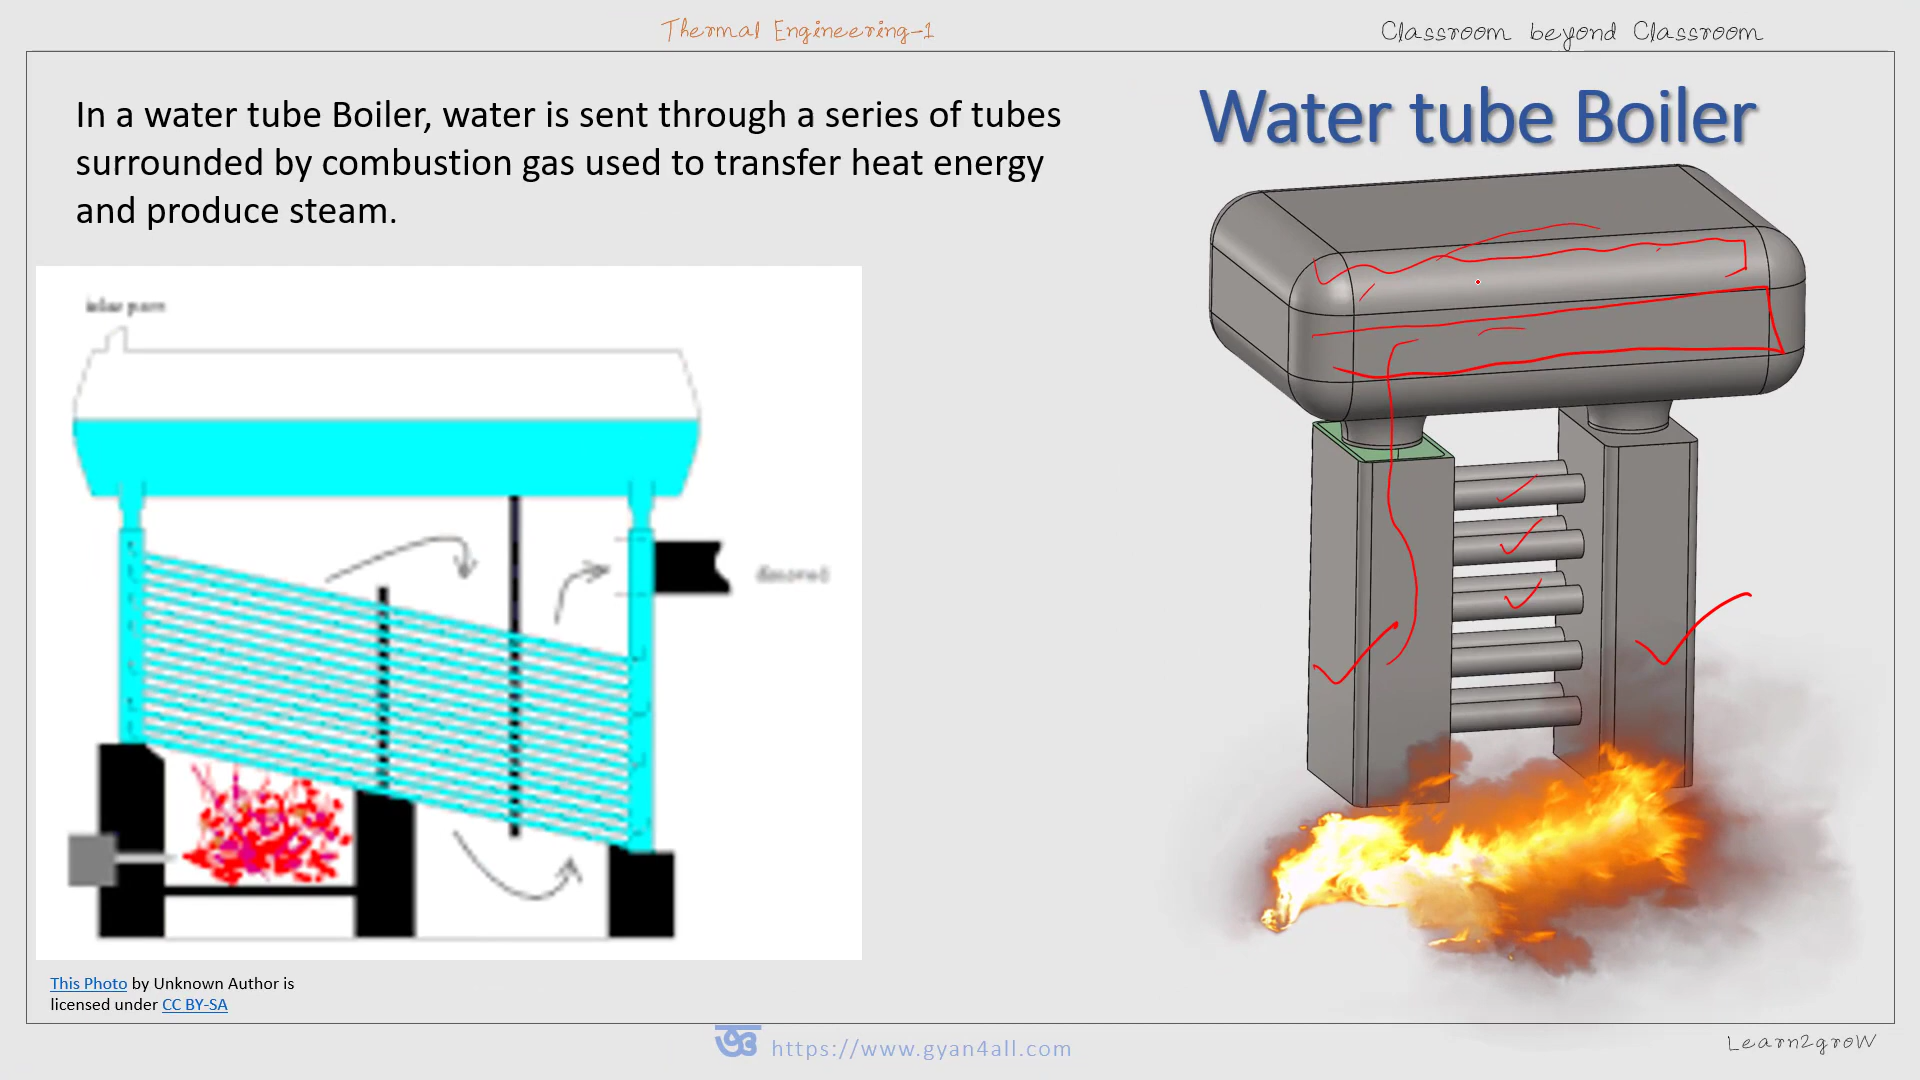 Thermal Engineering-1
Classroom beyond Classroom
In a water tube Boiler, water is sent through a series of tubes
surrounded by combustion gas used to transfer heat energy
and produce steam.
Water tube Boiler
This Photo by Unknown Author is
licensed under CC BY-SA
https://www.gyan4all.com
Learn2groW